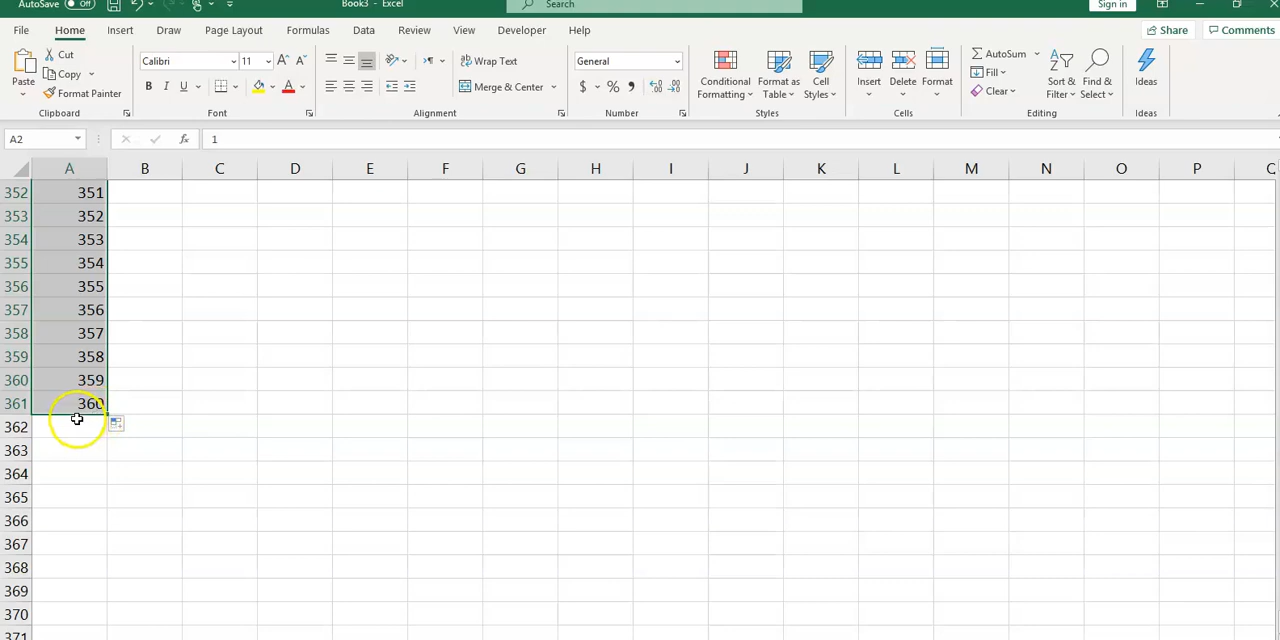 AutoSave Off Book3 - Excel Search Sign in
File Home Insert Draw Page Layout Formulas Data Review View Developer Help Share Comments
Paste Cut Copy Format Painter Clipboard
Calibri 11 A A B I U A Font
Wrap Text Merge & Center Alignment
General $ % , Number
Conditional Formatting Format as Table Cell Styles Styles
Insert Delete Format Cells
AutoSum Fill Clear Sort & Filter Find & Select Editing
Ideas Ideas
A2 fx 1
A B C D E F G H I J K L M N O P Q
352 351
353 352
354 353
355 354
356 355
357 356
358 357
359 358
360 359
361 360
362
363
364
365
366
367
368
369
370
371